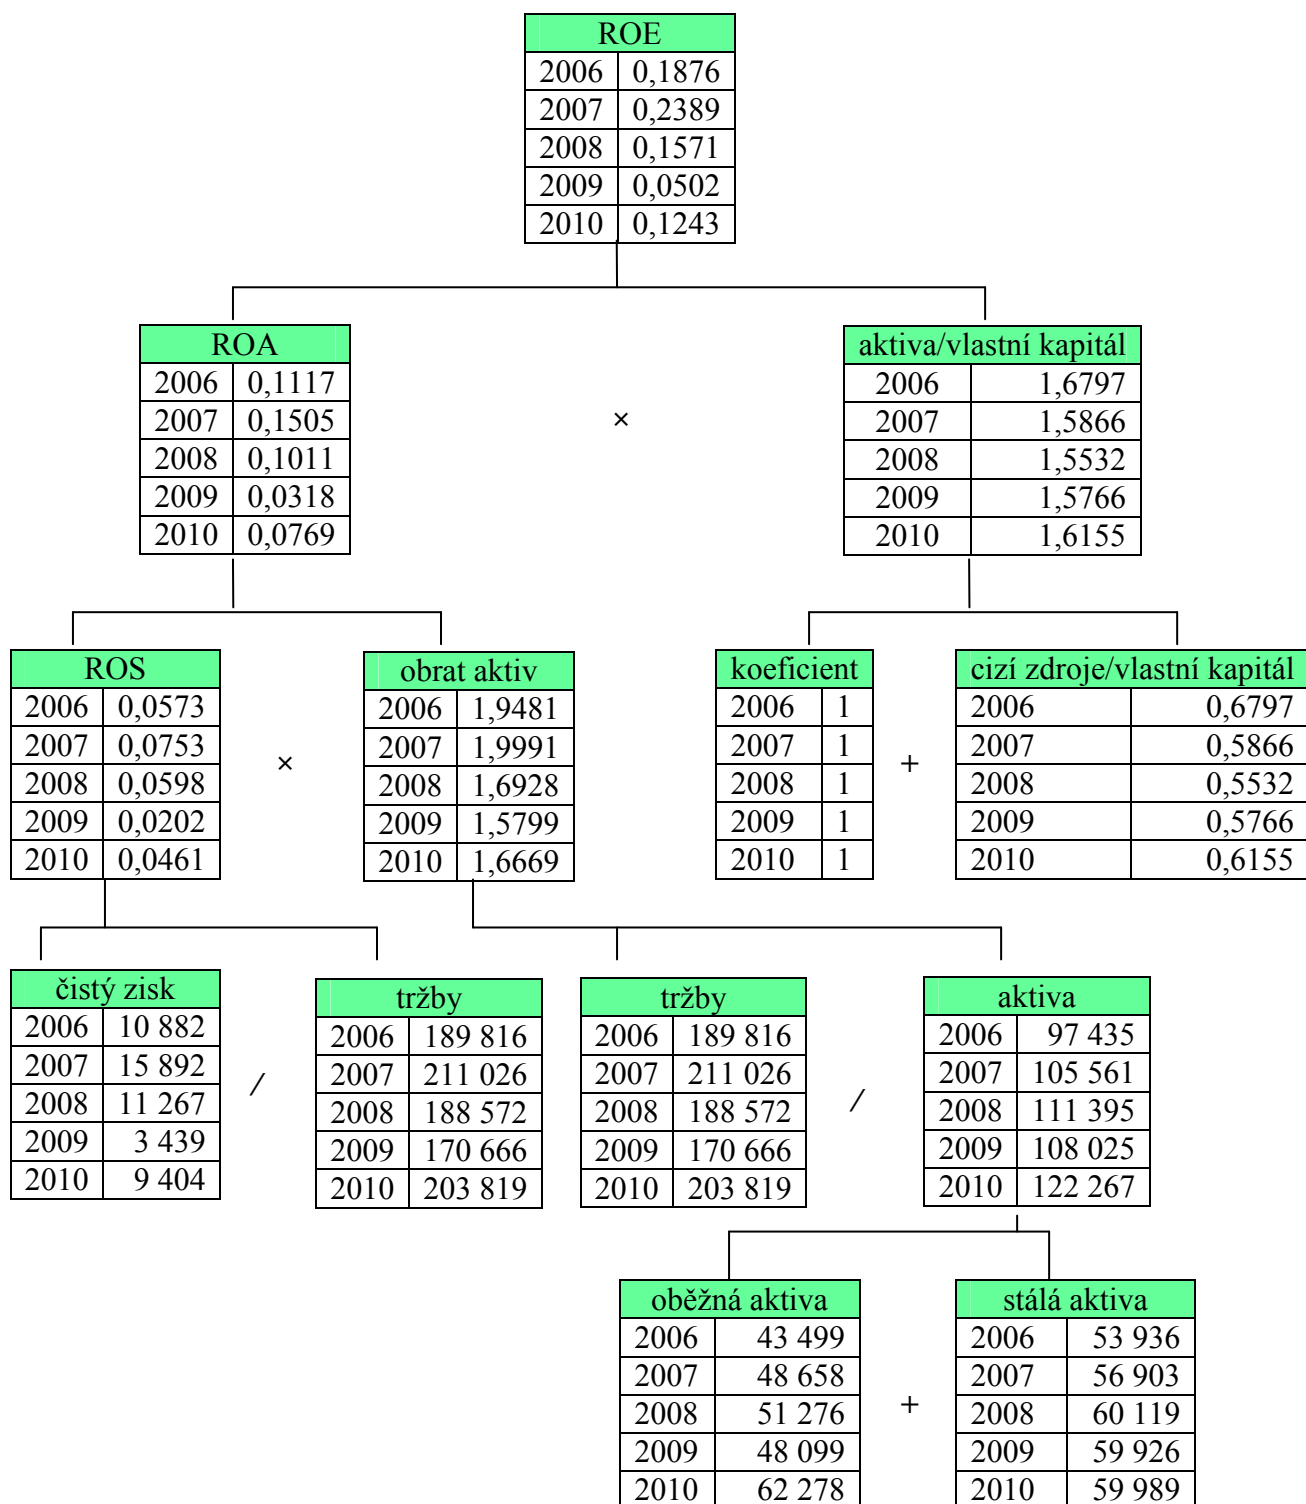 ROE
2006 0,1876
2007 0,2389
2008 0,1571
2009 0,0502
2010 0,1243
ROA
2006 0,1117
2007 0,1505
2008 0,1011
2009 0,0318
2010 0,0769
×
aktiva/vlastní kapitál
2006 1,6797
2007 1,5866
2008 1,5532
2009 1,5766
2010 1,6155
ROS
2006 0,0573
2007 0,0753
2008 0,0598
2009 0,0202
2010 0,0461
×
obrat aktiv
2006 1,9481
2007 1,9991
2008 1,6928
2009 1,5799
2010 1,6669
koeficient
2006 1
2007 1
2008 1
2009 1
2010 1
+
cizí zdroje/vlastní kapitál
2006 0,6797
2007 0,5866
2008 0,5532
2009 0,5766
2010 0,6155
čistý zisk
2006 10 882
2007 15 892
2008 11 267
2009 3 439
2010 9 404
/
tržby
2006 189 816
2007 211 026
2008 188 572
2009 170 666
2010 203 819
tržby
2006 189 816
2007 211 026
2008 188 572
2009 170 666
2010 203 819
/
aktiva
2006 97 435
2007 105 561
2008 111 395
2009 108 025
2010 122 267
oběžná aktiva
2006 43 499
2007 48 658
2008 51 276
2009 48 099
2010 62 278
+
stálá aktiva
2006 53 936
2007 56 903
2008 60 119
2009 59 926
2010 59 989